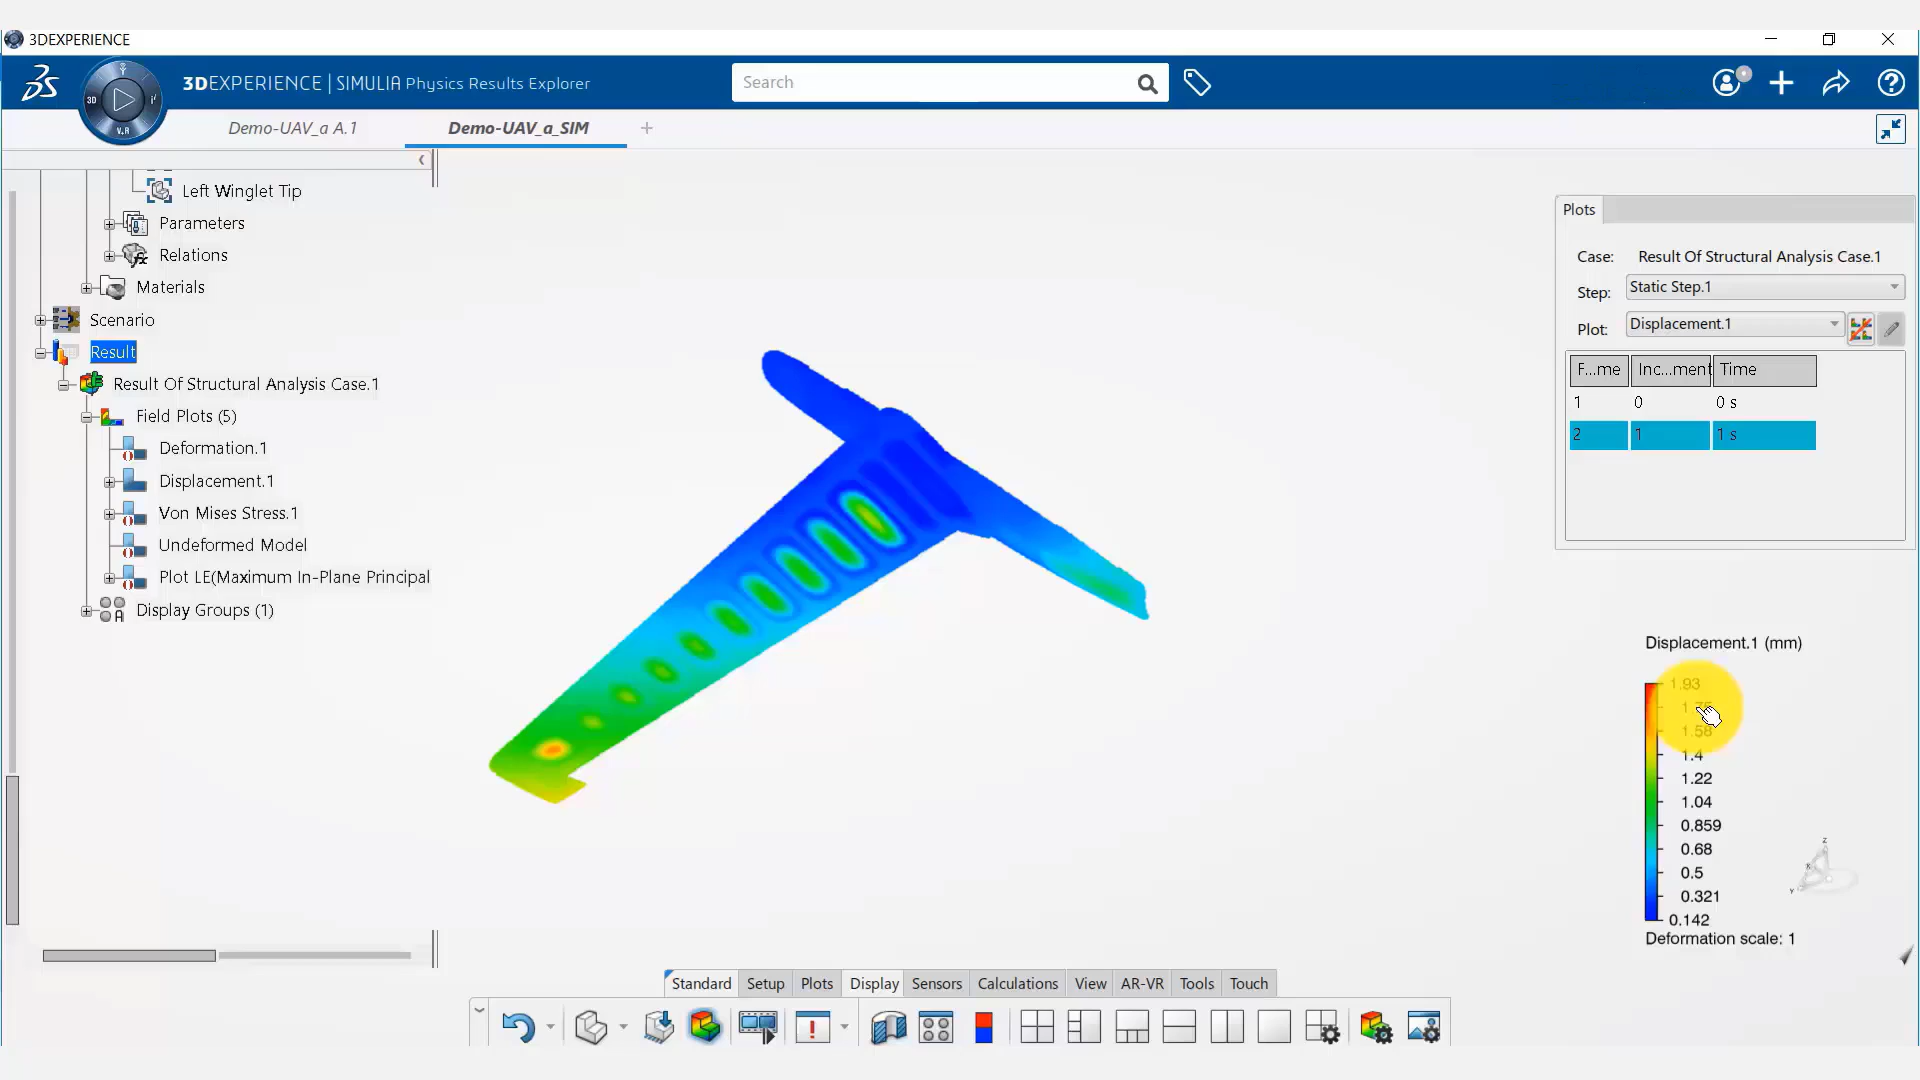 3DEXPERIENCE
3DEXPERIENCE | SIMULIA Physics Results Explorer
Search
3D
V.R
Demo-UAV_a A.1
Demo-UAV_a_SIM
Left Winglet Tip
Parameters
Relations
Materials
Scenario
Result
Result Of Structural Analysis Case.1
Field Plots (5)
Deformation.1
Displacement.1
Von Mises Stress.1
Undeformed Model
Plot LE(Maximum In-Plane Principal
Display Groups (1)
Plots
Case: Result Of Structural Analysis Case.1
Step: Static Step.1
Plot: Displacement.1
F...me Inc...ment Time
1 0 0 s
2 1 1 s
Displacement.1 (mm)
1.93
1.58
1.4
1.22
1.04
0.859
0.68
0.5
0.321
0.142
Deformation scale: 1
Z
X
Y
Standard Setup Plots Display Sensors Calculations View AR-VR Tools Touch